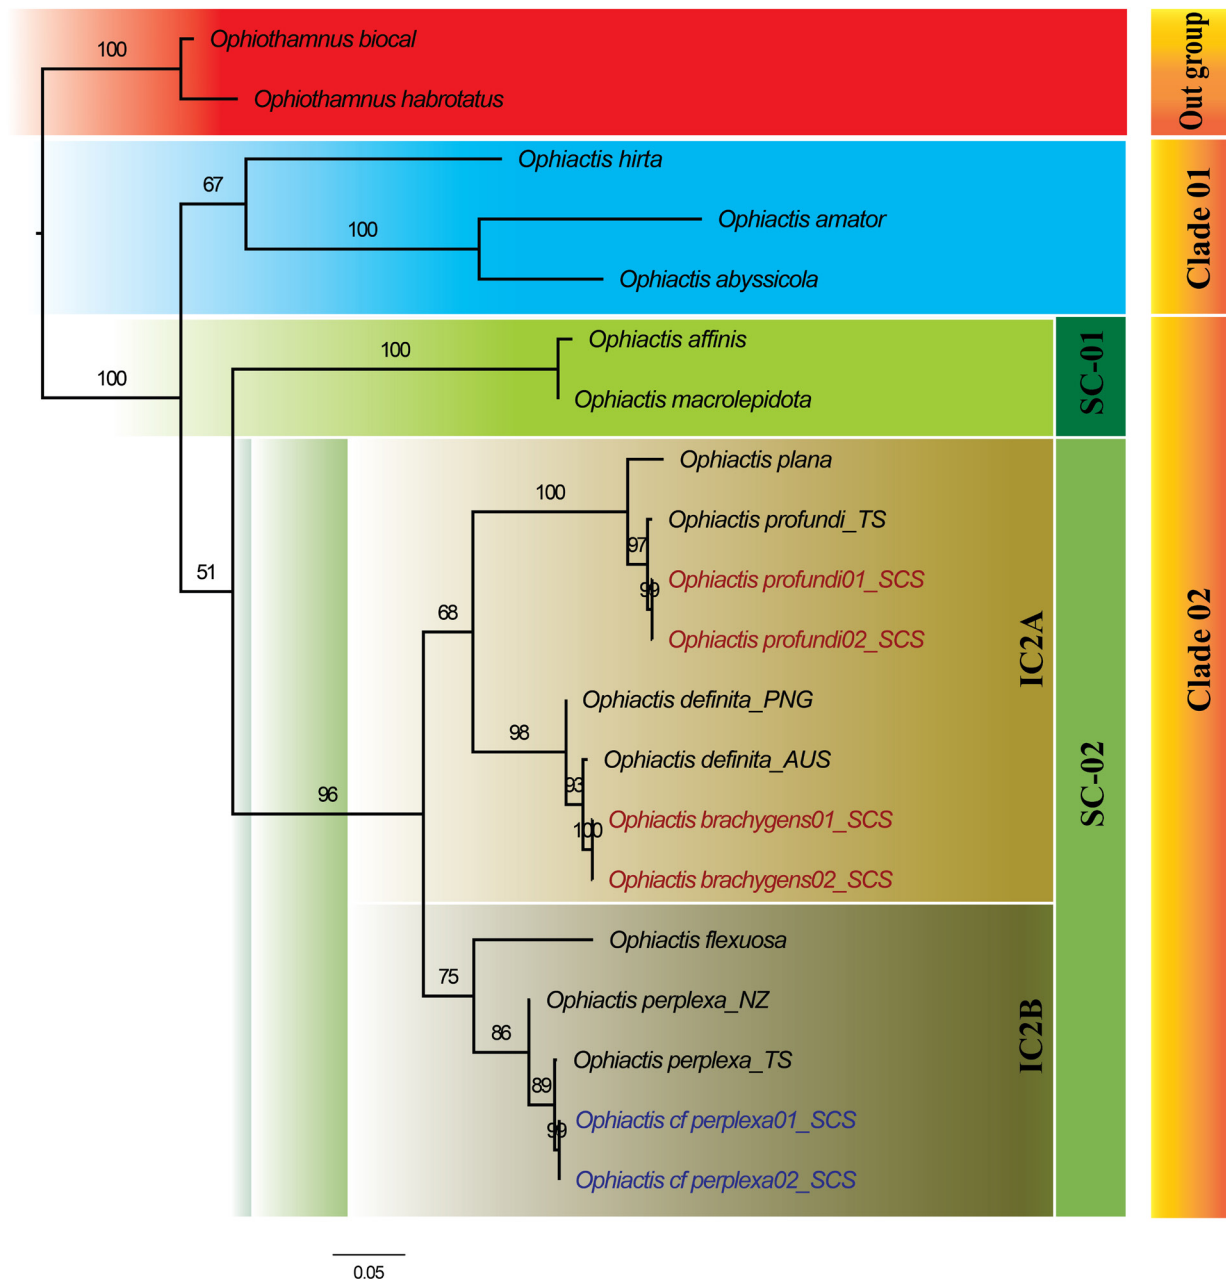 Out group
100
Ophiothamnus biocal
Ophiothamnus habrotatus
Clade 01
67
Ophiactis hirta
100
Ophiactis amator
Ophiactis abyssicola
100
Clade 02
SC-01
100
Ophiactis affinis
Ophiactis macrolepidota
51
SC-02
96
IC2A
68
100
Ophiactis plana
97
Ophiactis profundi_TS
99
Ophiactis profundi01_SCS
Ophiactis profundi02_SCS
98
Ophiactis definita_PNG
93
Ophiactis definita_AUS
100
Ophiactis brachygens01_SCS
Ophiactis brachygens02_SCS
IC2B
75
Ophiactis flexuosa
86
Ophiactis perplexa_NZ
89
Ophiactis perplexa_TS
99
Ophiactis cf perplexa01_SCS
Ophiactis cf perplexa02_SCS
0.05